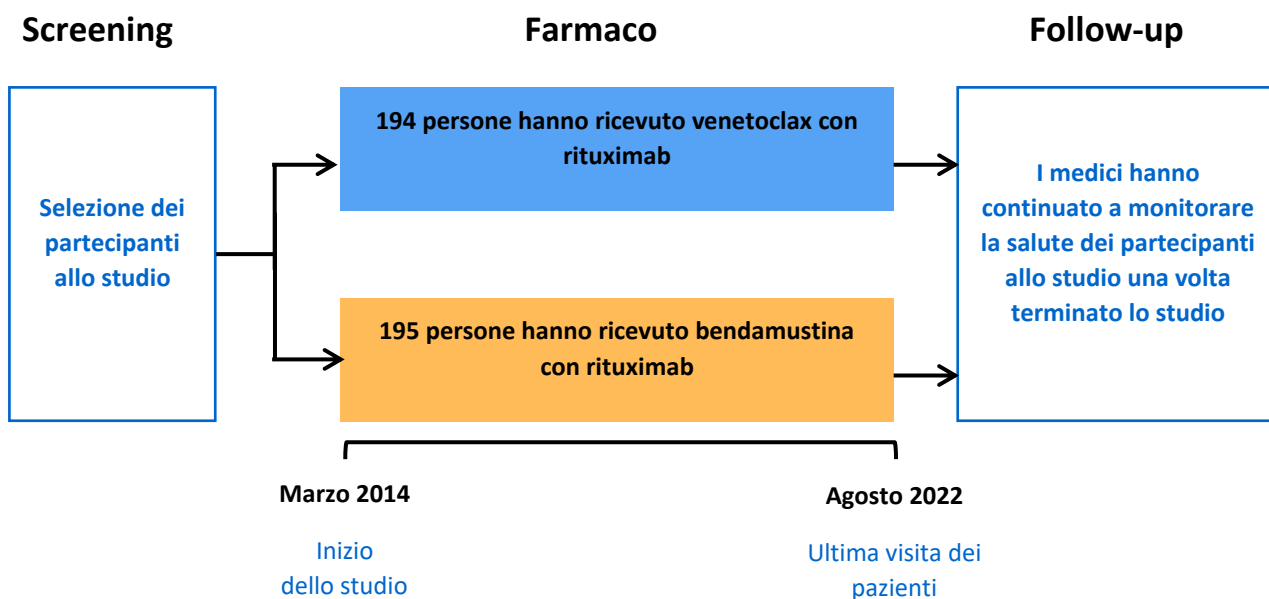 Screening
Farmaco
Follow-up
Selezione dei
partecipanti
allo studio
194 persone hanno ricevuto venetoclax con
rituximab
195 persone hanno ricevuto bendamustina
con rituximab
I medici hanno
continuato a monitorare
la salute dei partecipanti
allo studio una volta
terminato lo studio
Marzo 2014
Inizio
dello studio
Agosto 2022
Ultima visita dei
pazienti